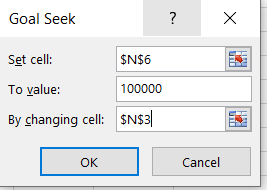 Goal Seek ?
Set cell: $N$6
To value: 100000
By changing cell: $N$3
OK Cancel